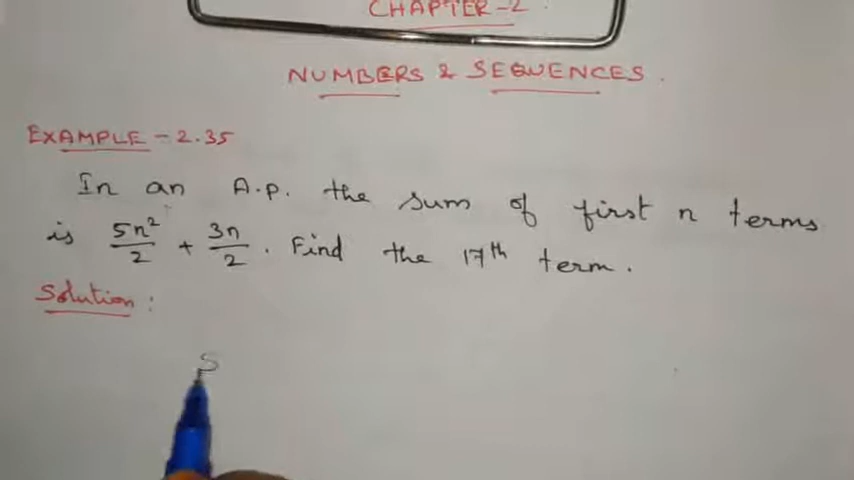 CHAPTER-2
NUMBERS & SEQUENCES.
EXAMPLE - 2.35
In an A.P. the sum of first n terms
is 5n²/2 + 3n/2. Find the 17th term.
Solution:
S